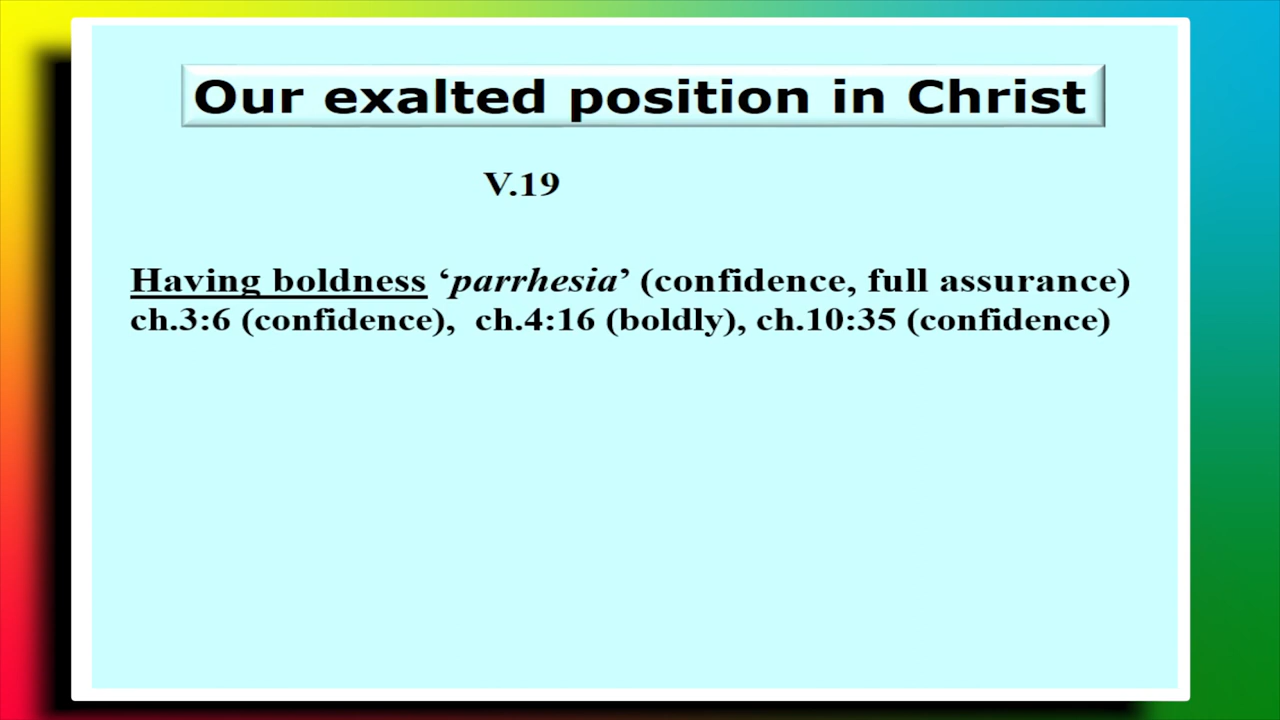 Our exalted position in Christ
V.19
Having boldness ‘parrhesia’ (confidence, full assurance)
ch.3:6 (confidence), ch.4:16 (boldly), ch.10:35 (confidence)